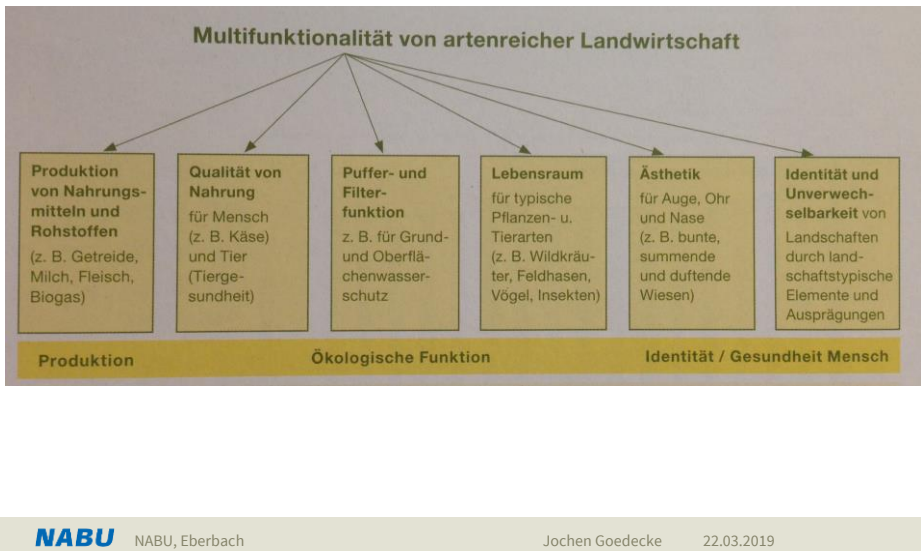 Multifunktionalität von artenreicher Landwirtschaft
Produktion
von Nahrungs-
mitteln und
Rohstoffen
(z. B. Getreide,
Milch, Fleisch,
Biogas)
Qualität von
Nahrung
für Mensch
(z. B. Käse)
und Tier
(Tierge-
sundheit)
Puffer- und
Filter-
funktion
z. B. für Grund-
und Oberflä-
chenwasser-
schutz
Lebensraum
für typische
Pflanzen- u.
Tierarten
(z. B. Wildkräu-
ter, Feldhasen,
Vögel, Insekten)
Ästhetik
für Auge, Ohr
und Nase
(z. B. bunte,
summende
und duftende
Wiesen)
Identität und
Unverwech-
selbarkeit von
Landschaften
durch land-
schaftstypische
Elemente und
Ausprägungen
Produktion
Ökologische Funktion
Identität / Gesundheit Mensch
NABU NABU, Eberbach Jochen Goedecke 22.03.2019